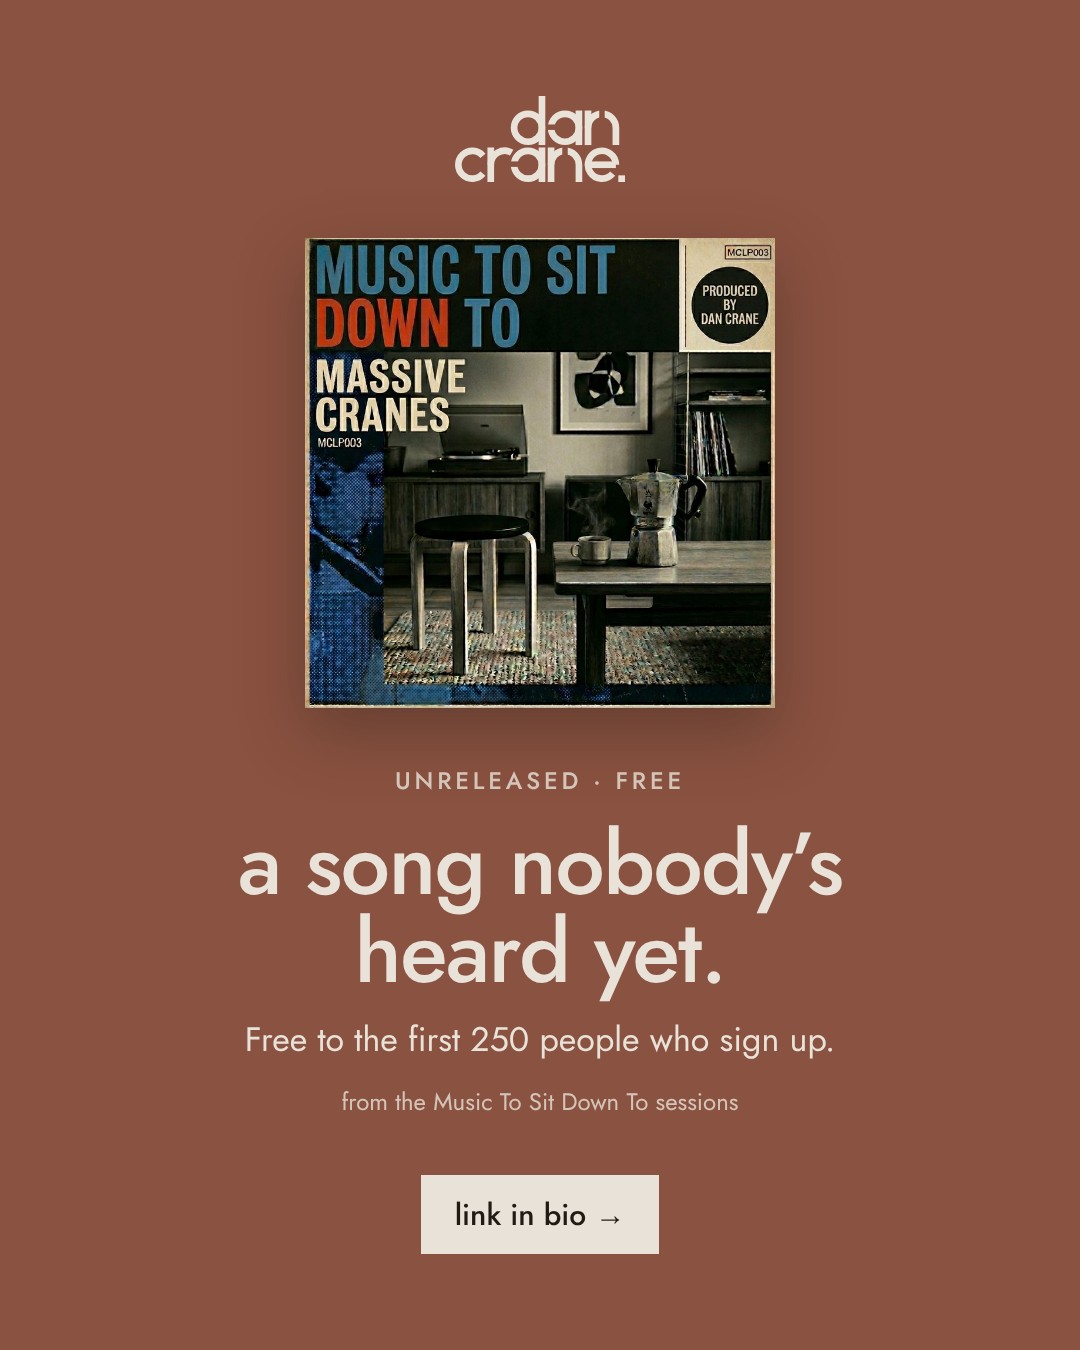 dan
crane.
MUSIC TO SIT
DOWN TO
MCLP003
PRODUCED
BY
DAN CRANE
MASSIVE
CRANES
MCLP003
UNRELEASED · FREE
a song nobody’s
heard yet.
Free to the first 250 people who sign up.
from the Music To Sit Down To sessions
link in bio →